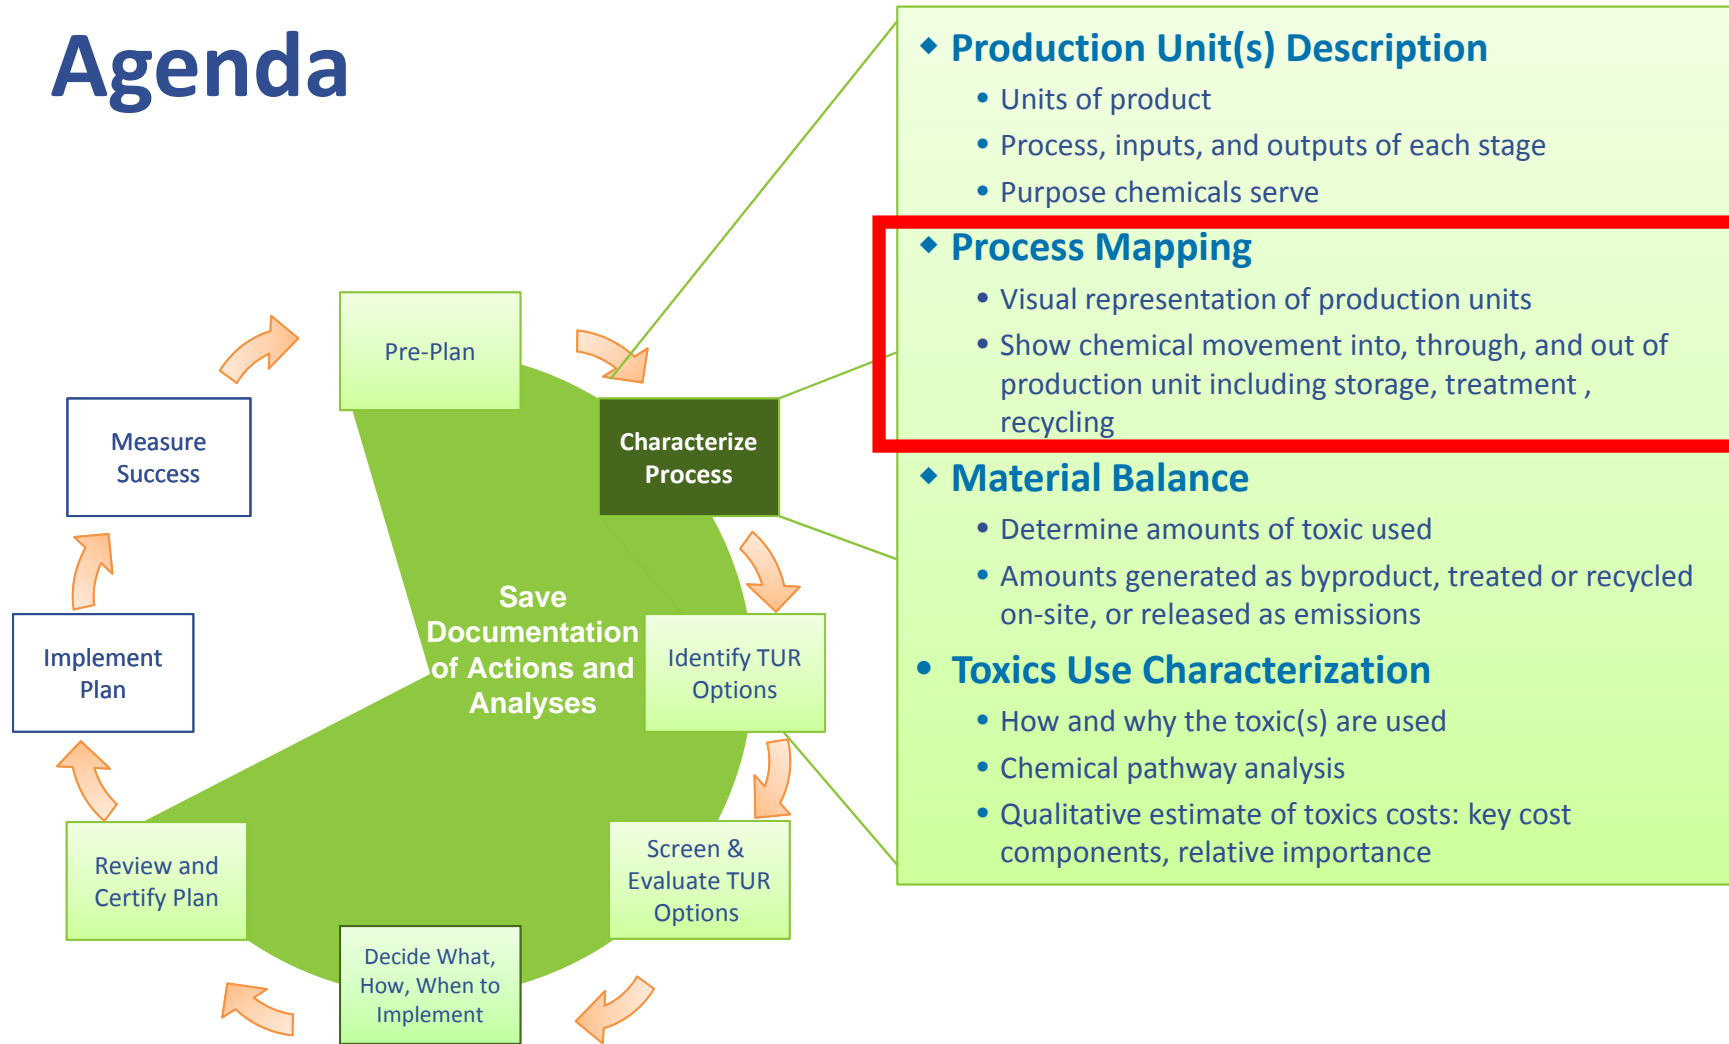 Agenda
◆ Production Unit(s) Description
• Units of product
• Process, inputs, and outputs of each stage
• Purpose chemicals serve
◆ Process Mapping
• Visual representation of production units
• Show chemical movement into, through, and out of
production unit including storage, treatment ,
recycling
◆ Material Balance
• Determine amounts of toxic used
• Amounts generated as byproduct, treated or recycled
on-site, or released as emissions
• Toxics Use Characterization
• How and why the toxic(s) are used
• Chemical pathway analysis
• Qualitative estimate of toxics costs: key cost
components, relative importance
Pre-Plan
Characterize
Process
Identify TUR
Options
Screen &
Evaluate TUR
Options
Decide What,
How, When to
Implement
Review and
Certify Plan
Implement
Plan
Measure
Success
Save
Documentation
of Actions and
Analyses